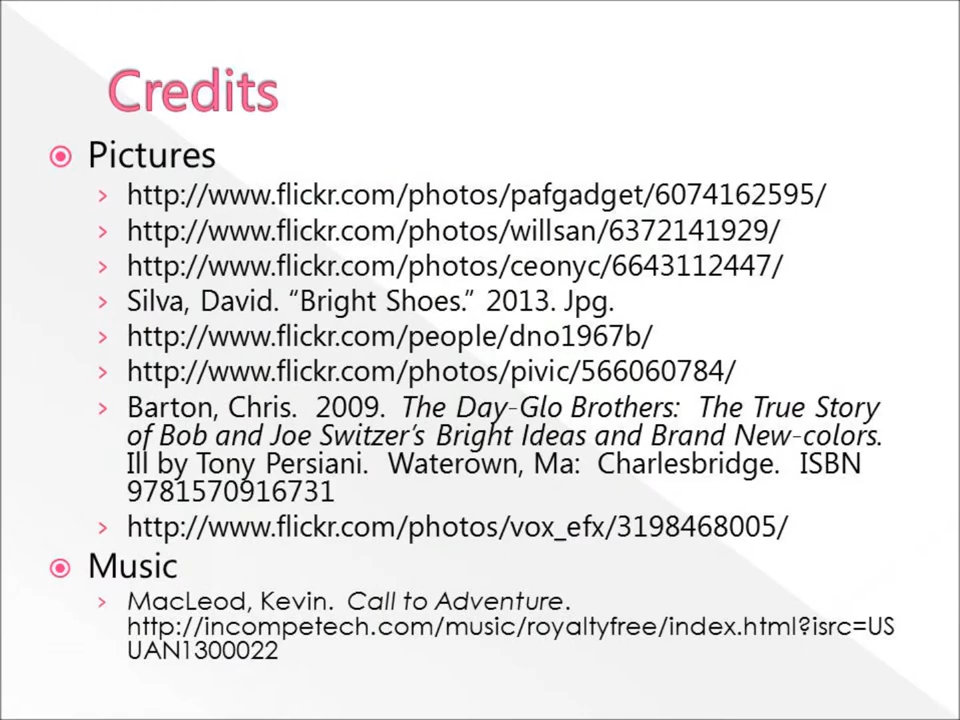 Credits
Pictures
http://www.flickr.com/photos/pafgadget/6074162595/
http://www.flickr.com/photos/willsan/6372141929/
http://www.flickr.com/photos/ceonyc/6643112447/
Silva, David. “Bright Shoes.” 2013. Jpg.
http://www.flickr.com/people/dno1967b/
http://www.flickr.com/photos/pivic/566060784/
Barton, Chris.  2009.  The Day-Glo Brothers:  The True Story
of Bob and Joe Switzer’s Bright Ideas and Brand New-colors.
Ill by Tony Persiani.  Waterown, Ma:  Charlesbridge.  ISBN
9781570916731
http://www.flickr.com/photos/vox_efx/3198468005/
Music
MacLeod, Kevin.  Call to Adventure.
http://incompetech.com/music/royaltyfree/index.html?isrc=US
UAN1300022